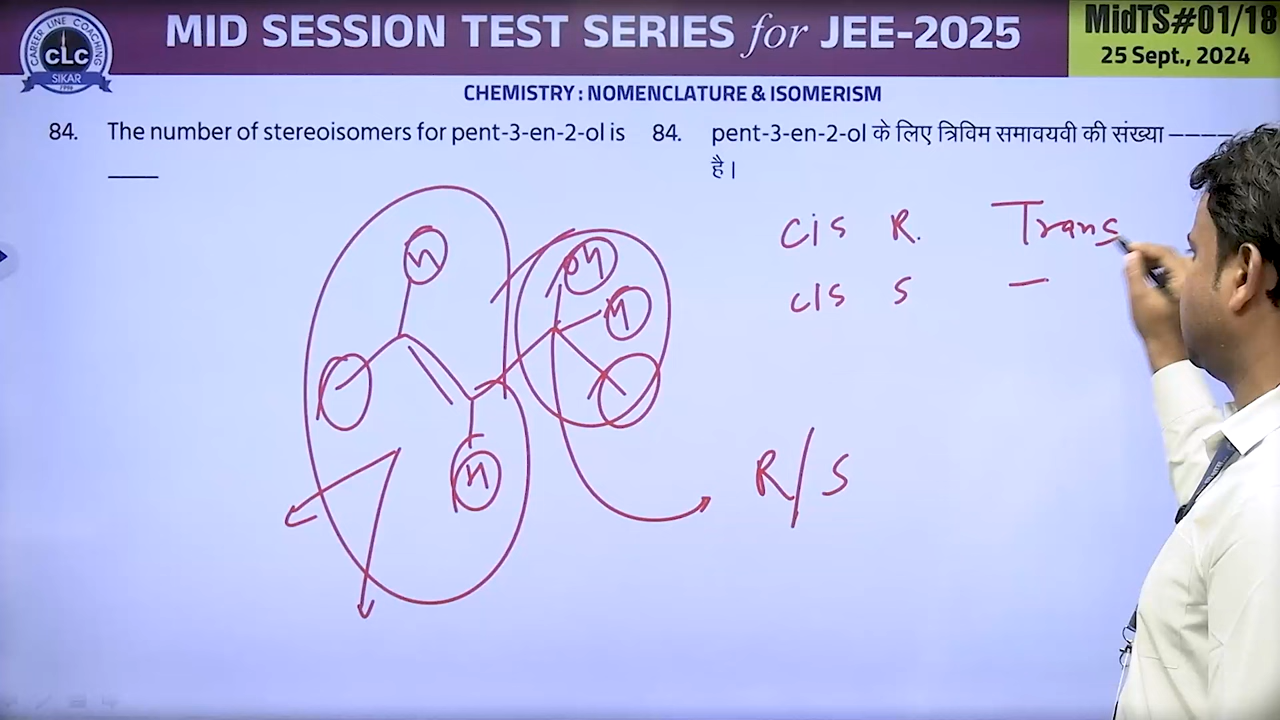 MID SESSION TEST SERIES for JEE-2025
MidTS#01/18
25 Sept., 2024
CAREER LINE COACHING
CLC
SIKAR
CHEMISTRY : NOMENCLATURE & ISOMERISM
84. The number of stereoisomers for pent-3-en-2-ol is
____
84. pent-3-en-2-ol के लिए त्रिविम समावयवी की संख्या ————
है।
cis R. Trans
cis S —
H
OH
H
H
R/S